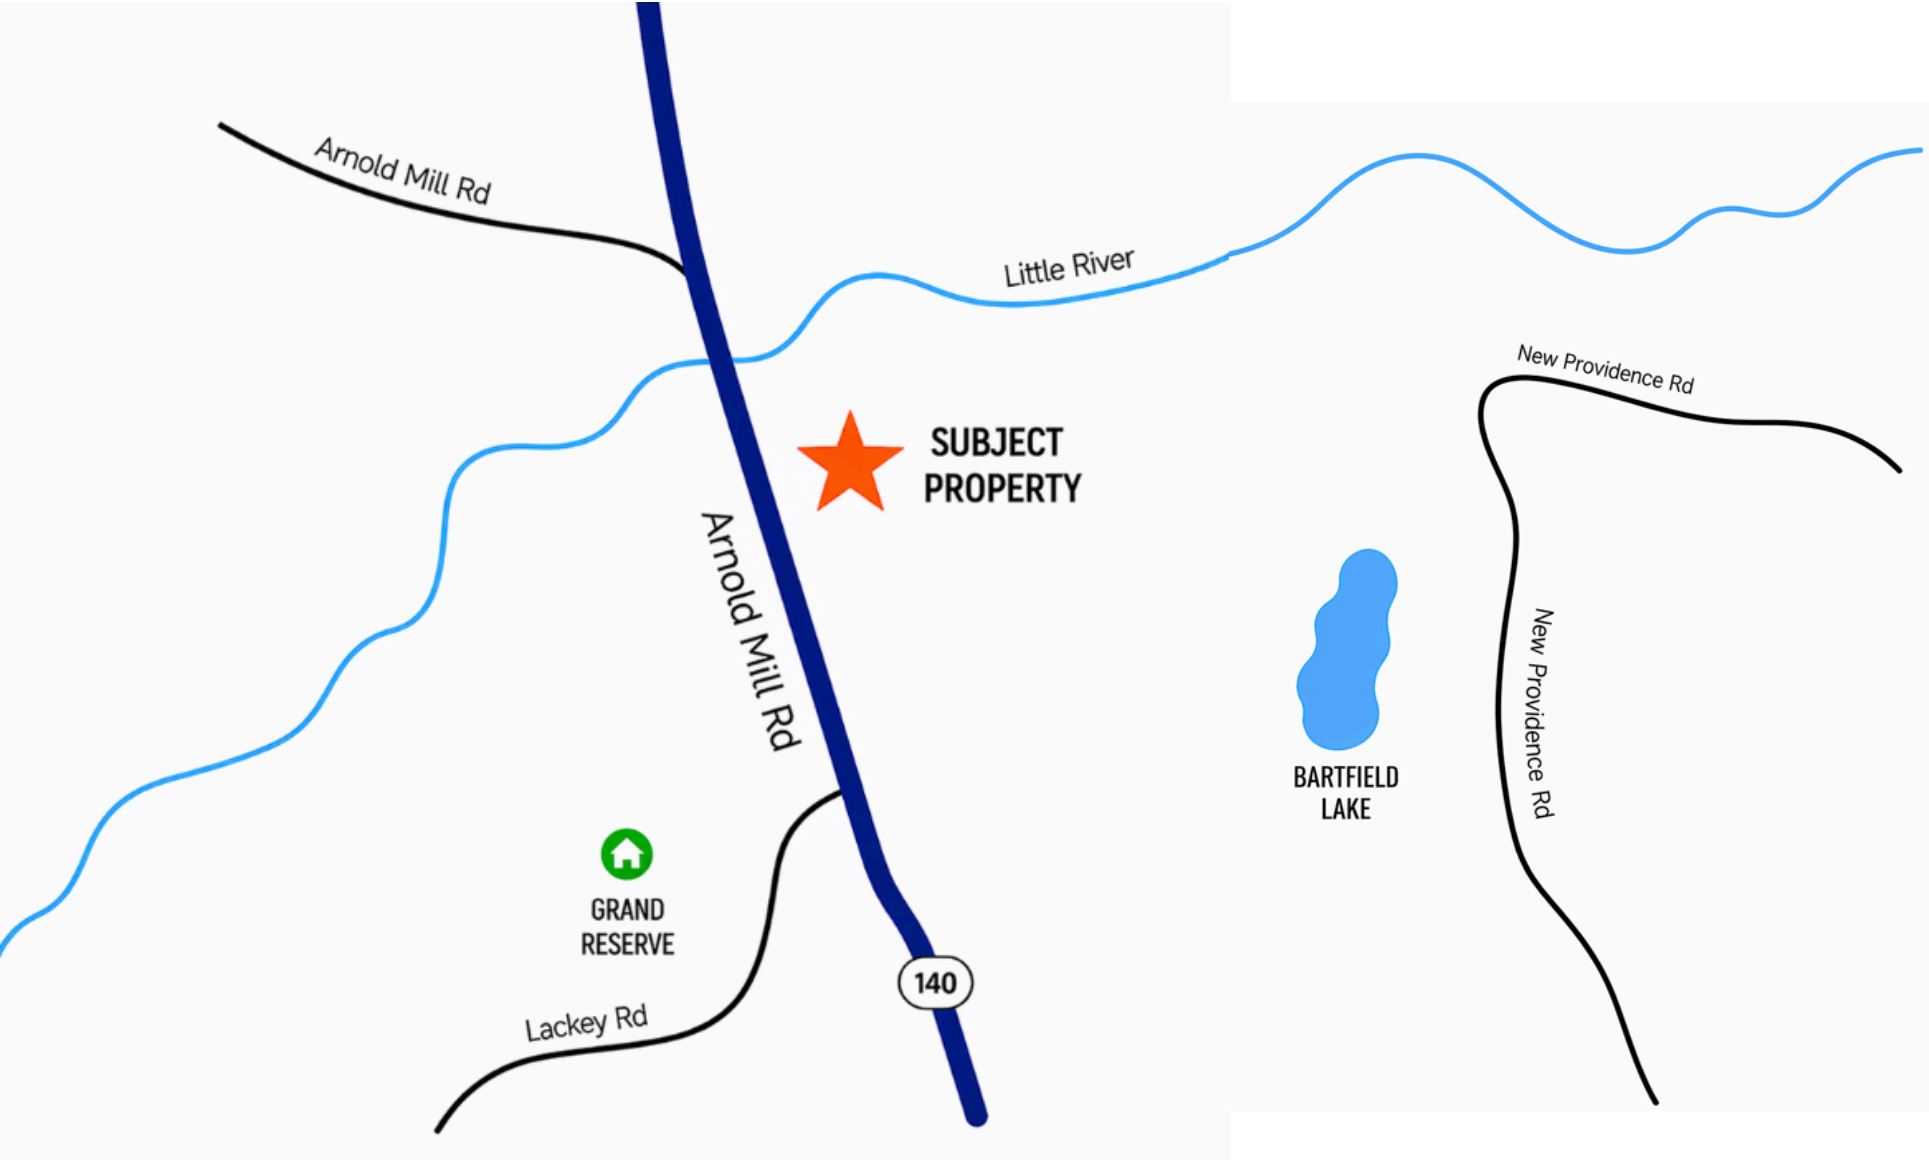 Arnold Mill Rd
Little River
New Providence Rd
SUBJECT
PROPERTY
Arnold Mill Rd
New Providence Rd
BARTFIELD
LAKE
GRAND
RESERVE
140
Lackey Rd